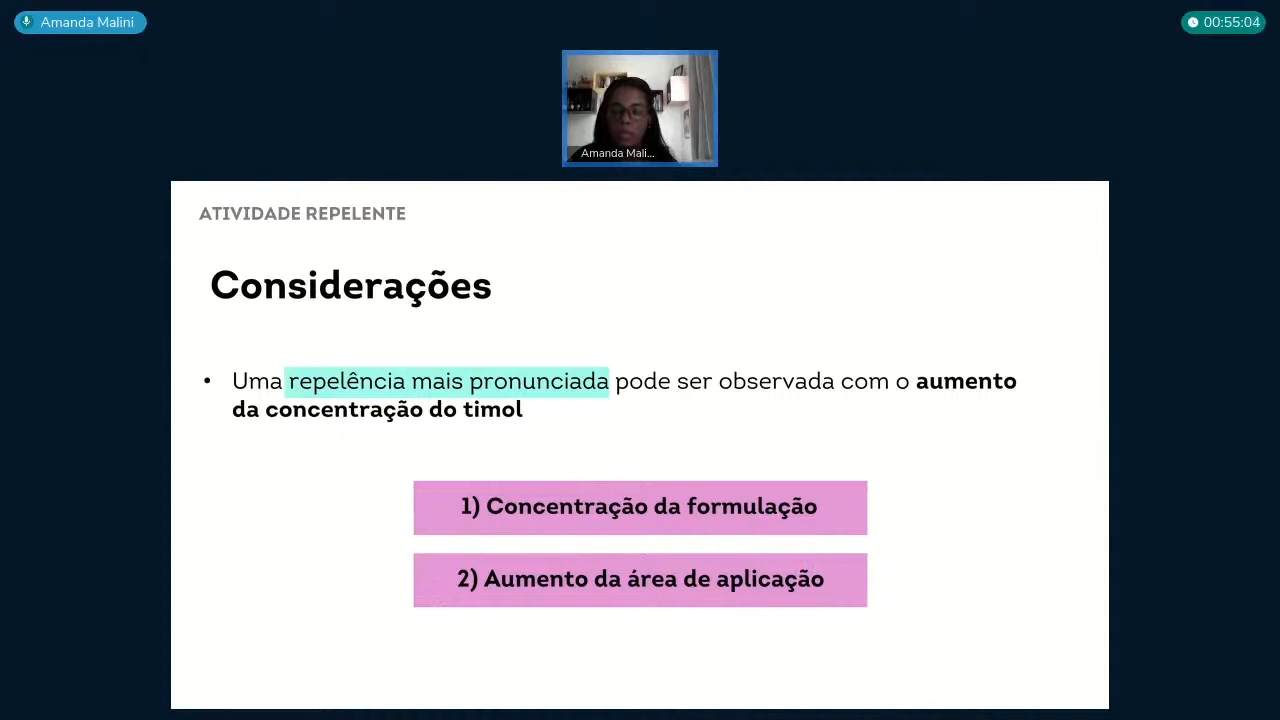 Amanda Malini
00:55:04
Amanda Mali...
ATIVIDADE REPELENTE
Considerações
• Uma repelência mais pronunciada pode ser observada com o aumento
da concentração do timol
1) Concentração da formulação
2) Aumento da área de aplicação